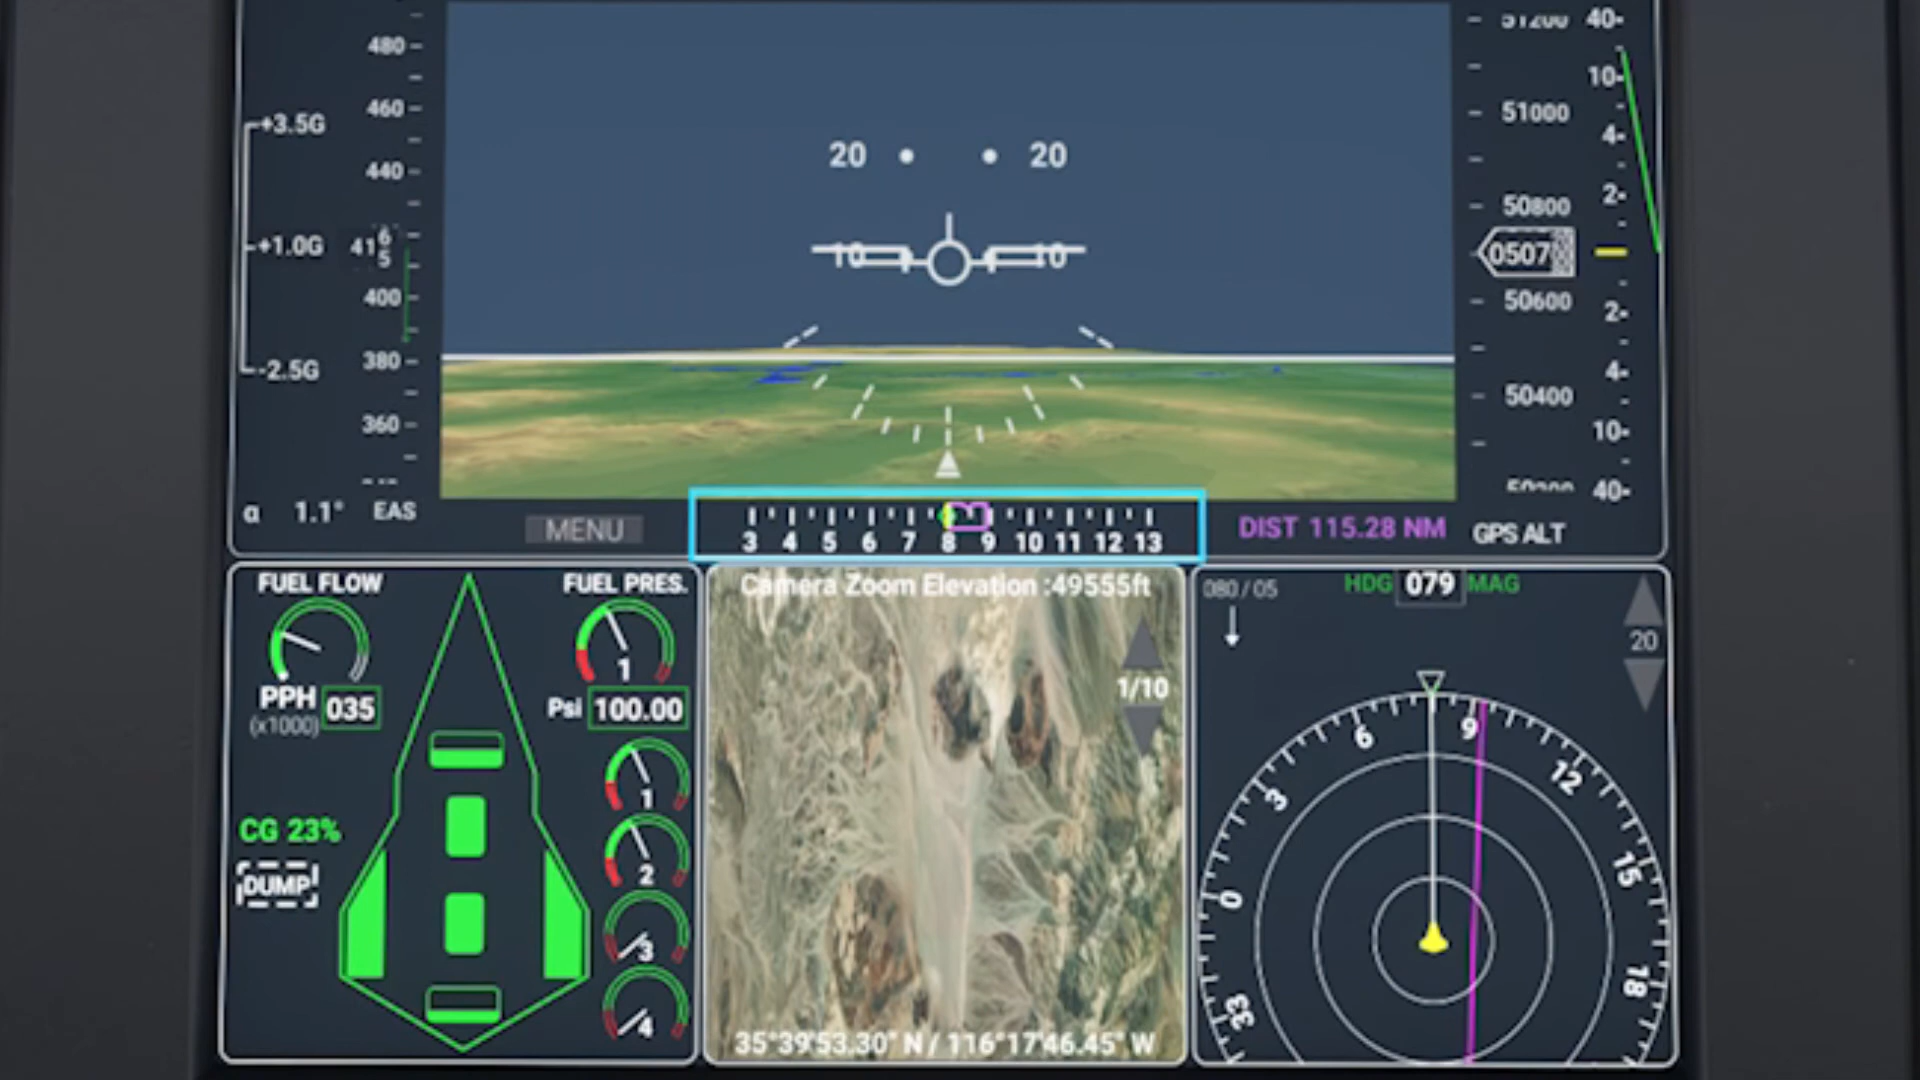 480
460
440
41 6
5
400
380
360
+3.5G
+1.0G
-2.5G
α 1.1° EAS
20 20
10 10
51200
51000
50800
0507
50600
50400
50200
40
10
4
2
2
4
10
40
MENU
3 4 5 6 7 8 9 10 11 12 13
DIST 115.28 NM
GPS ALT
FUEL FLOW
PPH 035
(x1000)
CG 23%
DUMP
FUEL PRES.
1
Psi 100.00
1
2
3
4
Camera Zoom Elevation :49555ft
1/10
35°39'53.30" N / 116°17'46.45" W
080 / 05
HDG 079 MAG
20
33 0 3 6 9 12 15 18